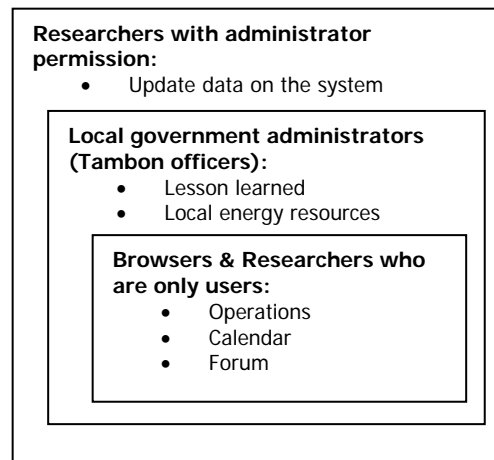 Researchers with administrator
permission:
• Update data on the system
Local government administrators
(Tambon officers):
• Lesson learned
• Local energy resources
Browsers & Researchers who
are only users:
• Operations
• Calendar
• Forum